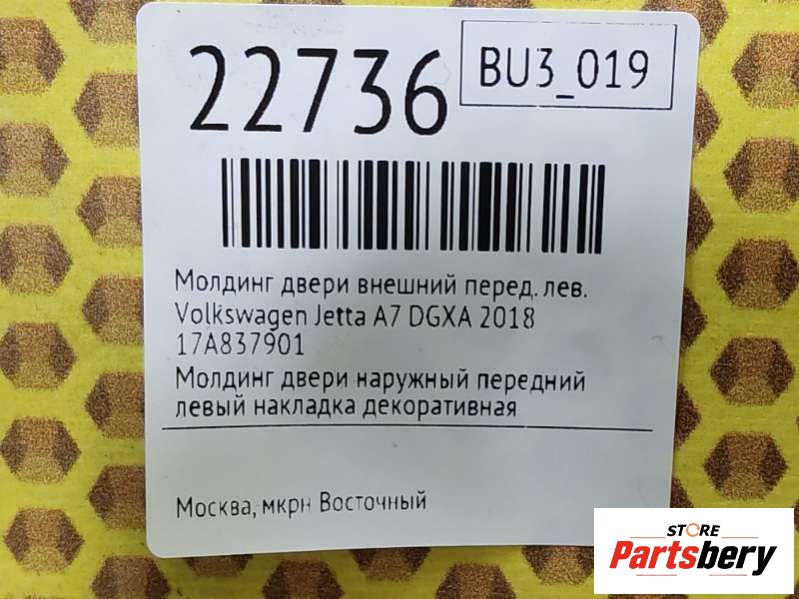 22736
BU3_019
Молдинг двери внешний перед. лев.
Volkswagen Jetta A7 DGXA 2018
17A837901
Молдинг двери наружный передний
левый накладка декоративная
Москва, мкрн Восточный
STORE
Partsbery